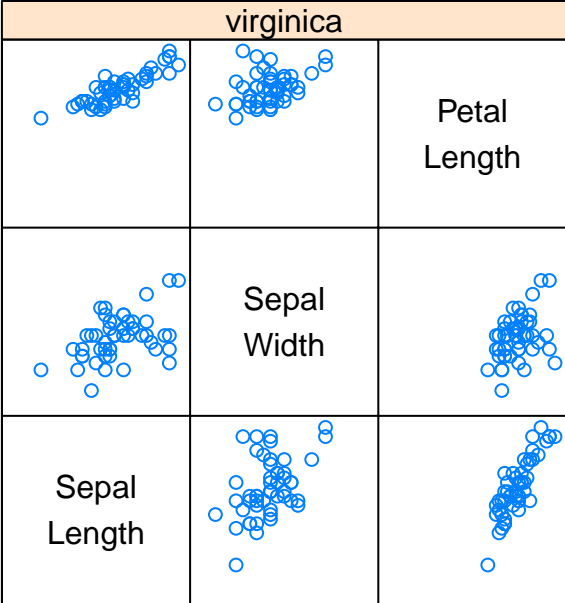 virginica
Petal
Length
Sepal
Width
Sepal
Length